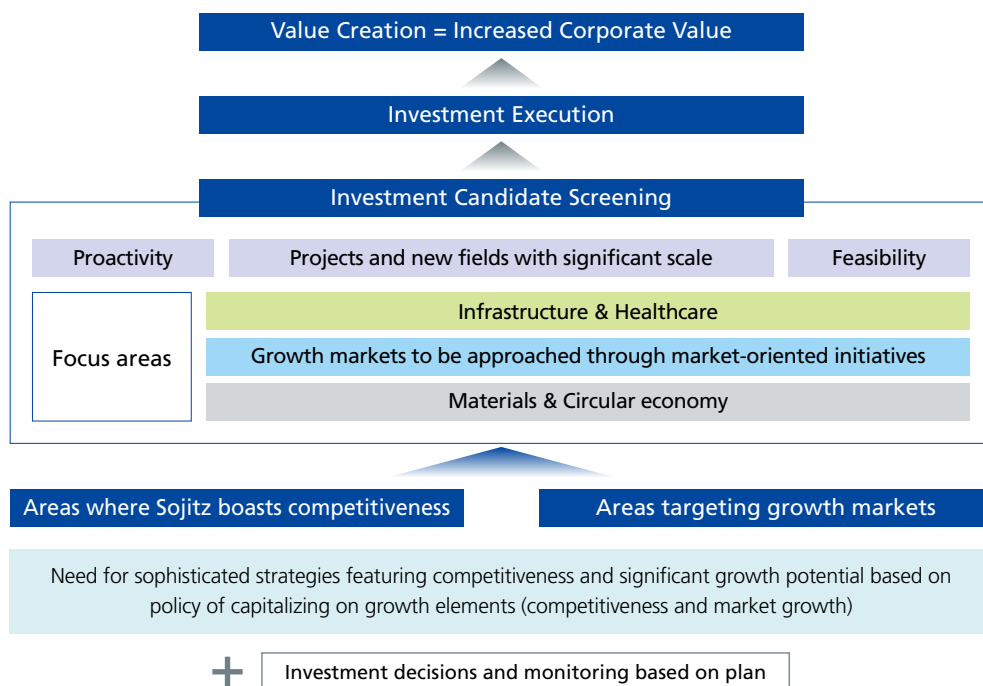 Value Creation = Increased Corporate Value
Investment Execution
Investment Candidate Screening
Proactivity
Projects and new fields with significant scale
Feasibility
Focus areas
Infrastructure & Healthcare
Growth markets to be approached through market-oriented initiatives
Materials & Circular economy
Areas where Sojitz boasts competitiveness
Areas targeting growth markets
Need for sophisticated strategies featuring competitiveness and significant growth potential based on
policy of capitalizing on growth elements (competitiveness and market growth)
+
Investment decisions and monitoring based on plan